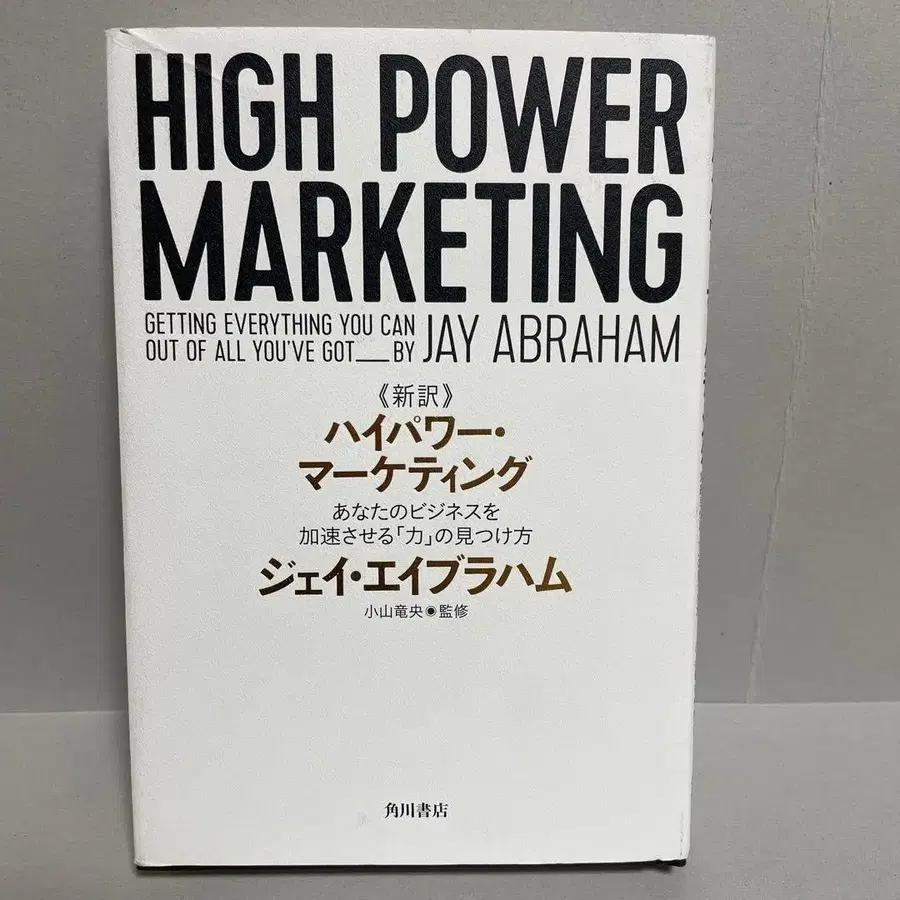 HIGH POWER
MARKETING
GETTING EVERYTHING YOU CAN
OUT OF ALL YOU'VE GOT__BY JAY ABRAHAM
《新訳》
ハイパワー・
マーケティング
あなたのビジネスを
加速させる「力」の見つけ方
ジェイ・エイブラハム
小山竜央◉監修
角川書店